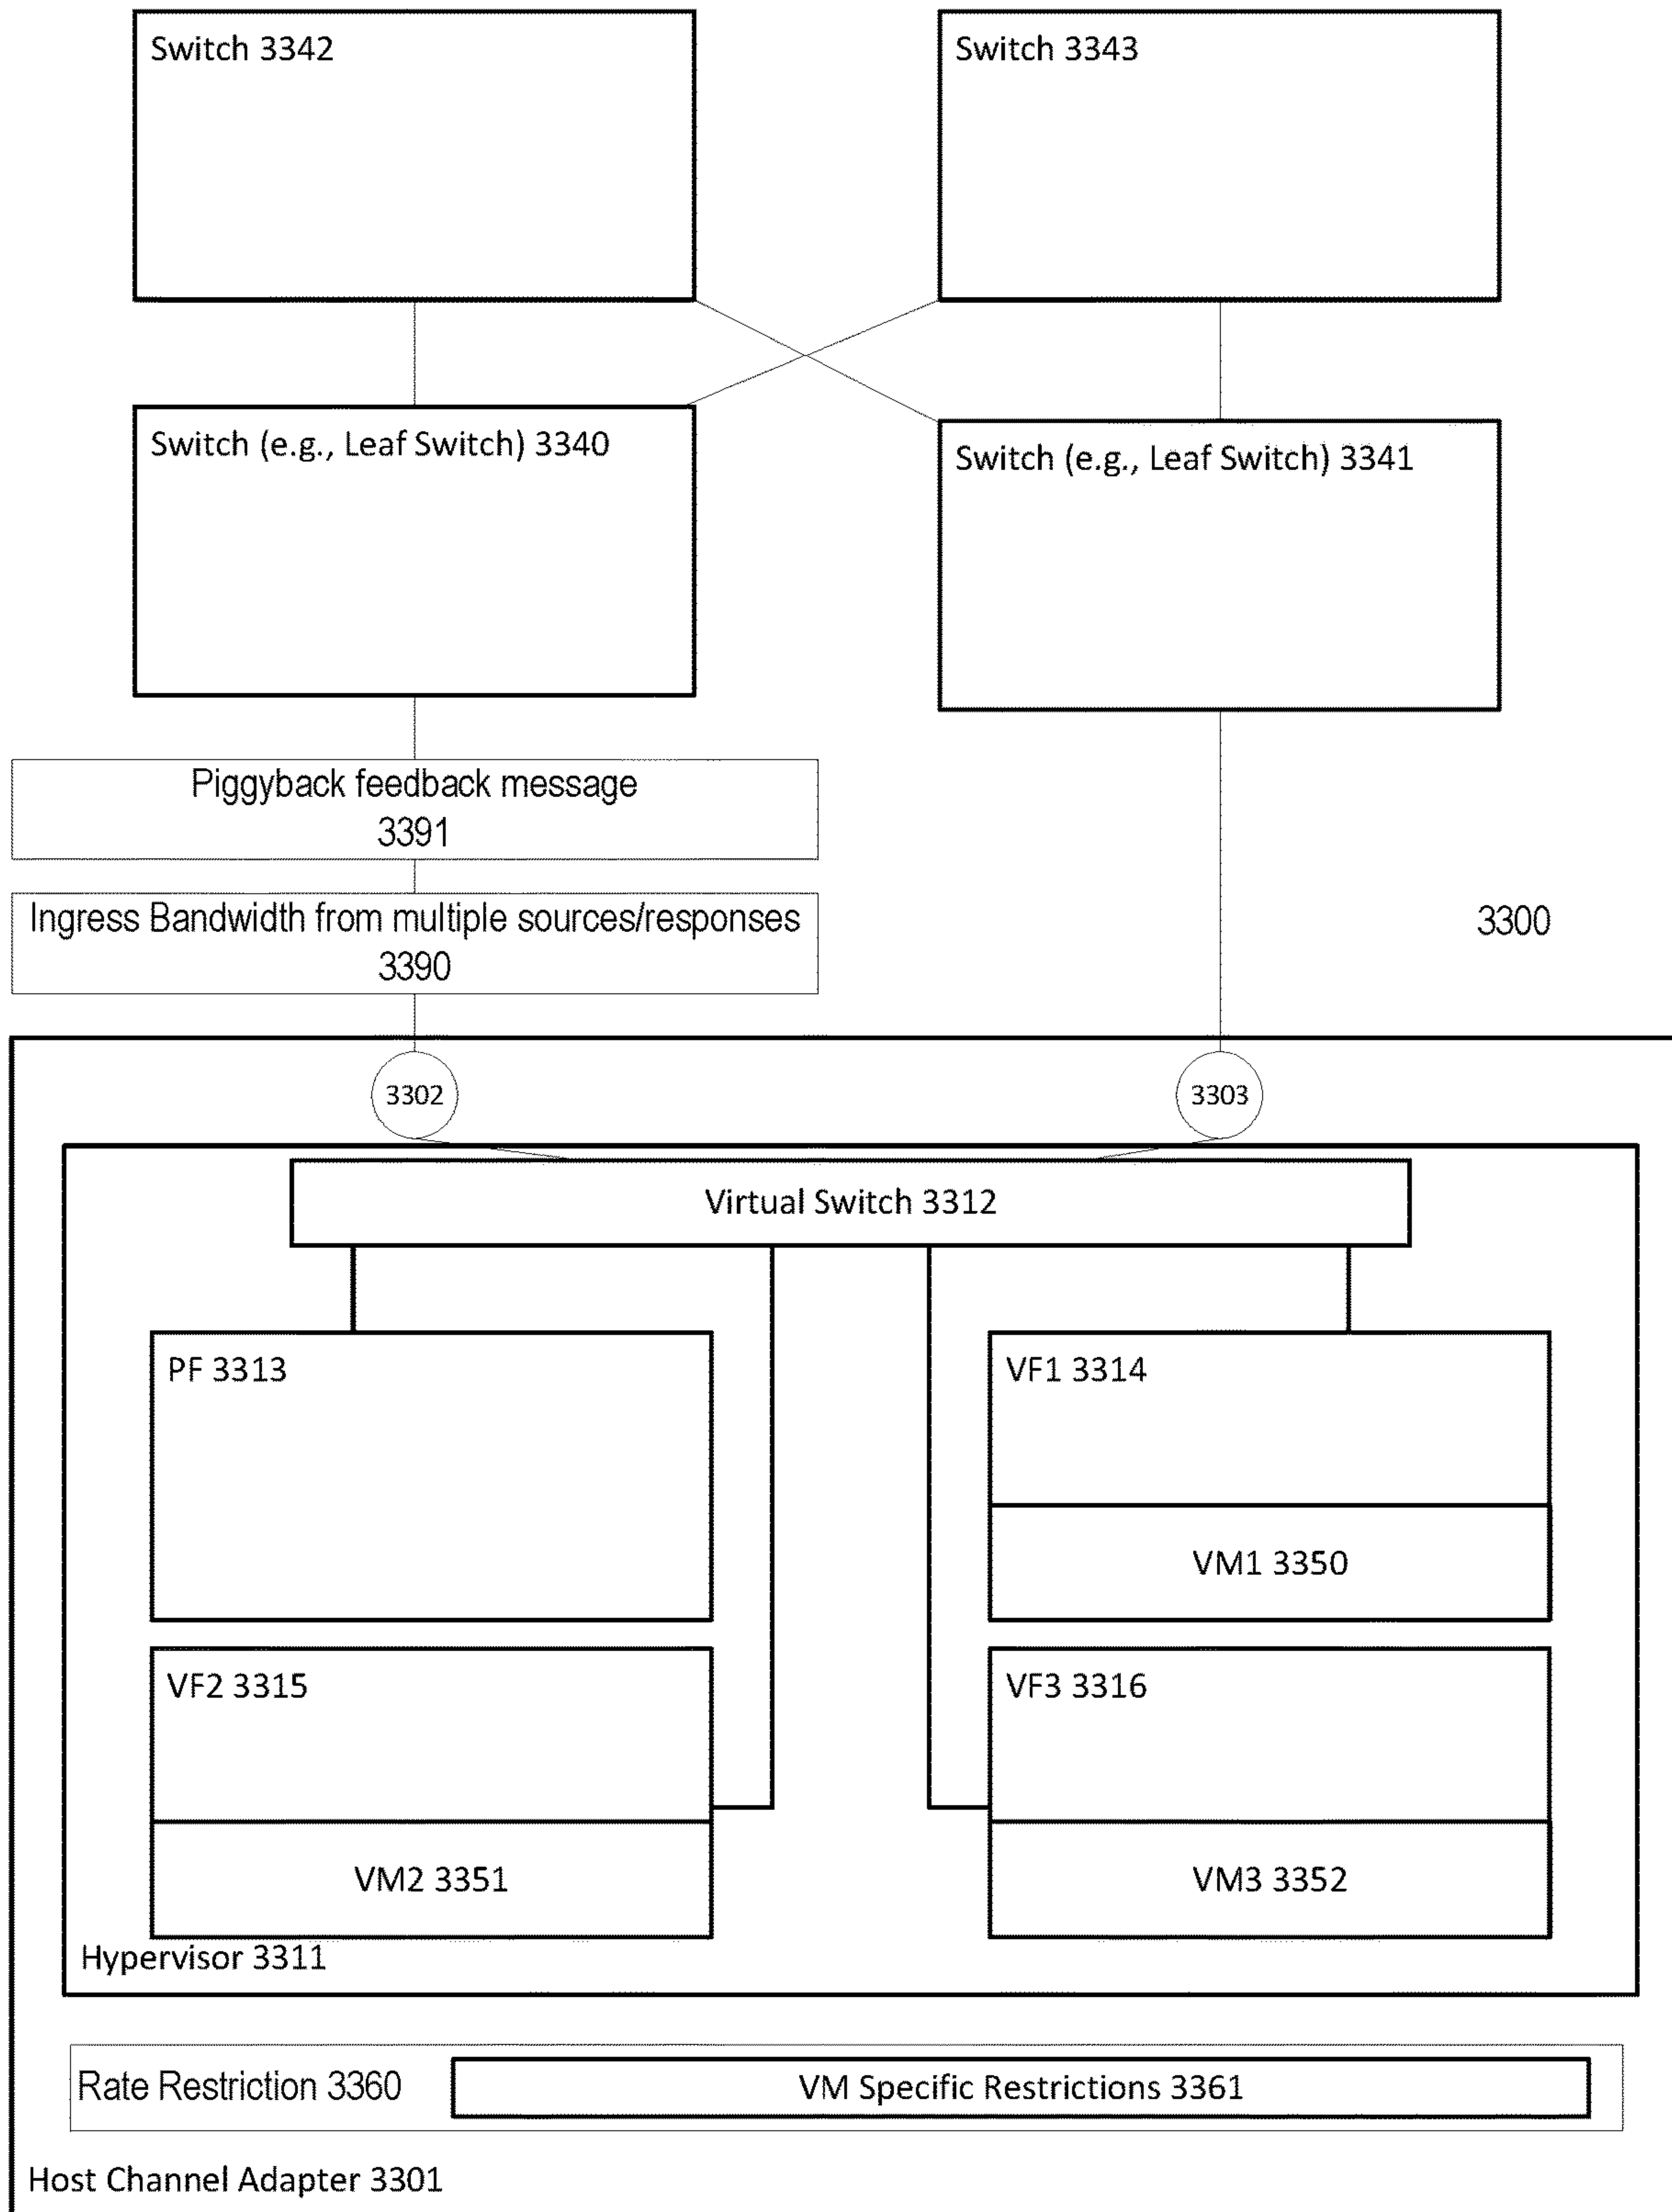 Switch 3342
Switch 3343
Switch (e.g., Leaf Switch) 3340
Switch (e.g., Leaf Switch) 3341
Piggyback feedback message
3391
Ingress Bandwidth from multiple sources/responses
3390
3300
3302
3303
Virtual Switch 3312
PF 3313
VF1 3314
VM1 3350
VF2 3315
VF3 3316
VM2 3351
VM3 3352
Hypervisor 3311
Rate Restriction 3360
VM Specific Restrictions 3361
Host Channel Adapter 3301